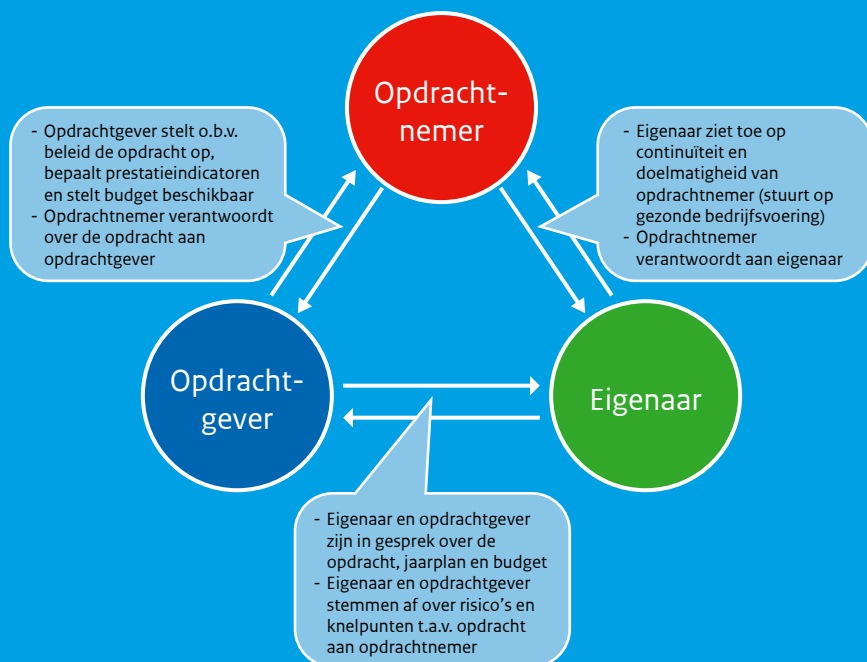 Opdracht-
nemer
- Opdrachtgever stelt o.b.v.
beleid de opdracht op,
bepaalt prestatieindicatoren
en stelt budget beschikbaar
- Opdrachtnemer verantwoordt
over de opdracht aan
opdrachtgever
- Eigenaar ziet toe op
continuïteit en
doelmatigheid van
opdrachtnemer (stuurt op
gezonde bedrijfsvoering)
- Opdrachtnemer
verantwoordt aan eigenaar
Opdracht-
gever
Eigenaar
- Eigenaar en opdrachtgever
zijn in gesprek over de
opdracht, jaarplan en budget
- Eigenaar en opdrachtgever
stemmen af over risico’s en
knelpunten t.a.v. opdracht
aan opdrachtnemer